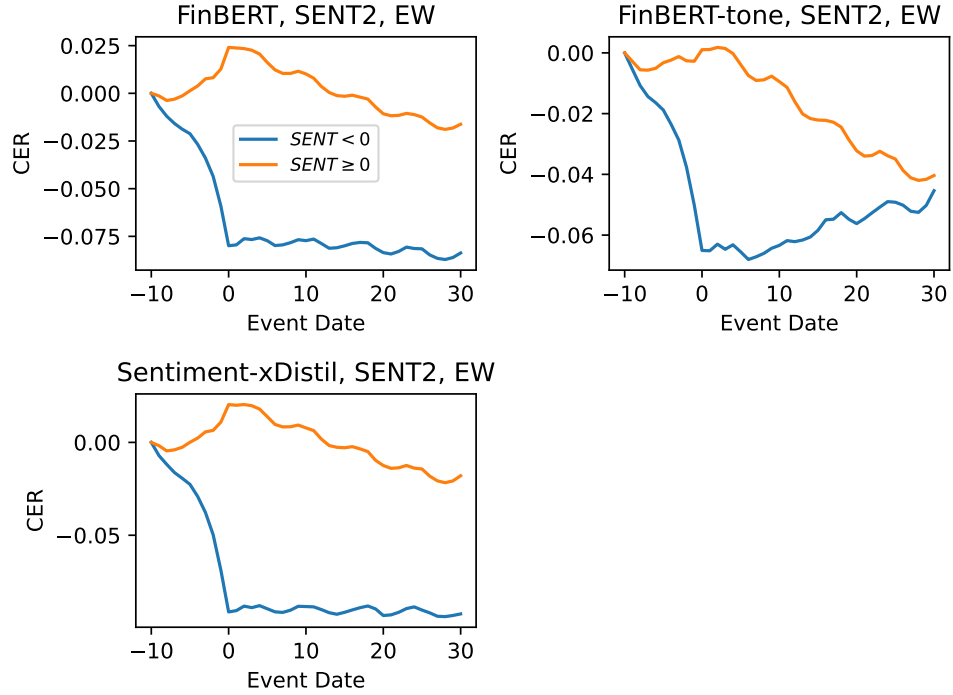 FinBERT, SENT2, EW
0.025
0.000
−0.025
−0.050
−0.075
CER
SENT < 0
SENT ≥ 0
−10 0 10 20 30
Event Date
FinBERT-tone, SENT2, EW
0.00
−0.02
−0.04
−0.06
CER
−10 0 10 20 30
Event Date
Sentiment-xDistil, SENT2, EW
0.00
−0.05
CER
−10 0 10 20 30
Event Date